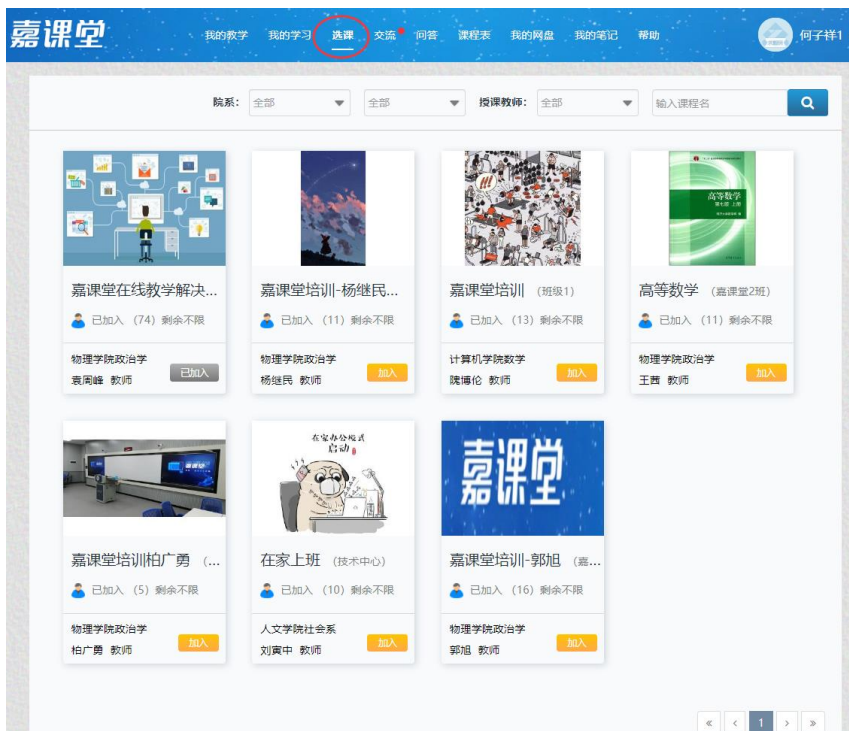 嘉课堂
我的教学 我的学习 选课 交流 问答 课程表 我的网盘 我的笔记 帮助 何子祥1
院系: 全部 全部 授课教师: 全部 输入课程名
高等数学
第七版 上册
嘉课堂在线教学解决... 嘉课堂培训-杨继民... 嘉课堂培训 (班级1) 高等数学 (嘉课堂2班)
已加入 (74) 剩余不限 已加入 (11) 剩余不限 已加入 (13) 剩余不限 已加入 (11) 剩余不限
物理学院政治学 物理学院政治学 计算机学院数学 物理学院政治学
袁周峰 教师 已加入 杨继民 教师 加入 隗博伦 教师 加入 王茜 教师 加入
在家办公模式
启动
嘉课堂
嘉课堂培训柏广勇 (... 在家上班 (技术中心) 嘉课堂培训-郭旭 (嘉...
已加入 (5) 剩余不限 已加入 (10) 剩余不限 已加入 (16) 剩余不限
物理学院政治学 人文学院社会系 物理学院政治学
柏广勇 教师 加入 刘寅中 教师 加入 郭旭 教师 加入
« ‹ 1 › »